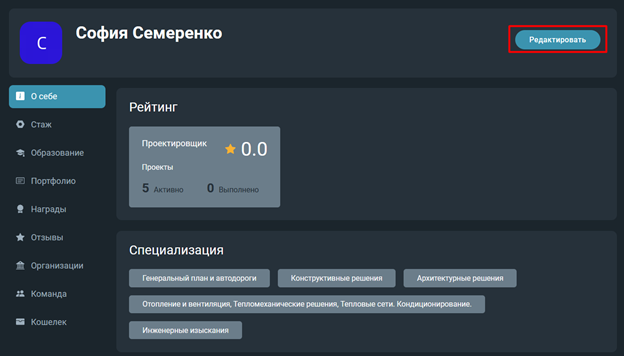 С
София Семеренко
Редактировать
О себе
Стаж
Образование
Портфолио
Награды
Отзывы
Организации
Команда
Кошелек
Рейтинг
Проектировщик
0.0
Проекты
5 Активно 0 Выполнено
Специализация
Генеральный план и автодороги Конструктивные решения Архитектурные решения
Отопление и вентиляция, Тепломеханические решения, Тепловые сети. Кондиционирование.
Инженерные изыскания